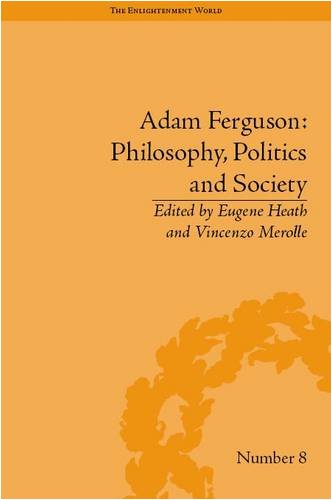 The Enlightenment World
Adam Ferguson:
Philosophy, Politics
and Society
Edited by Eugene Heath
and Vincenzo Merolle
Number 8